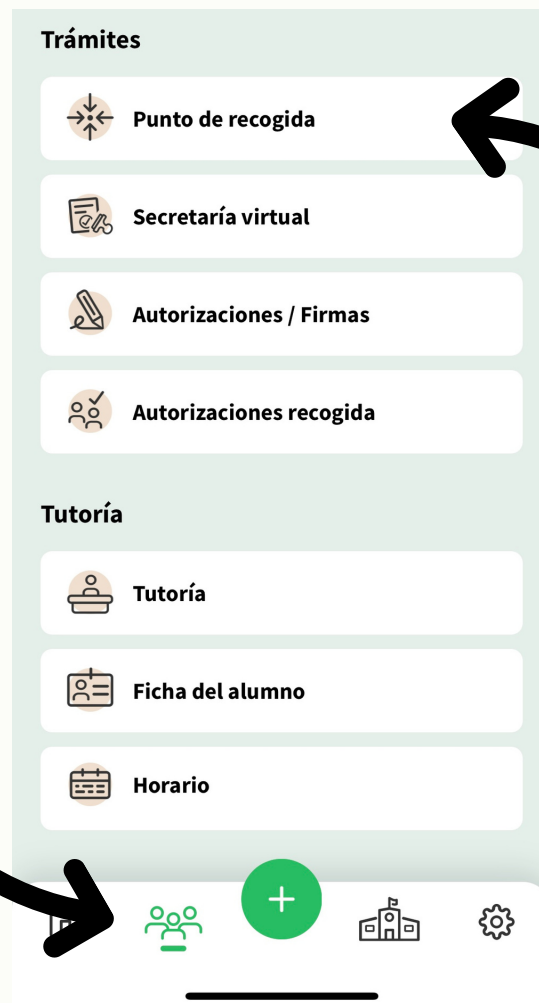 Trámites
Punto de recogida
Secretaría virtual
Autorizaciones / Firmas
Autorizaciones recogida
Tutoría
Tutoría
Ficha del alumno
Horario